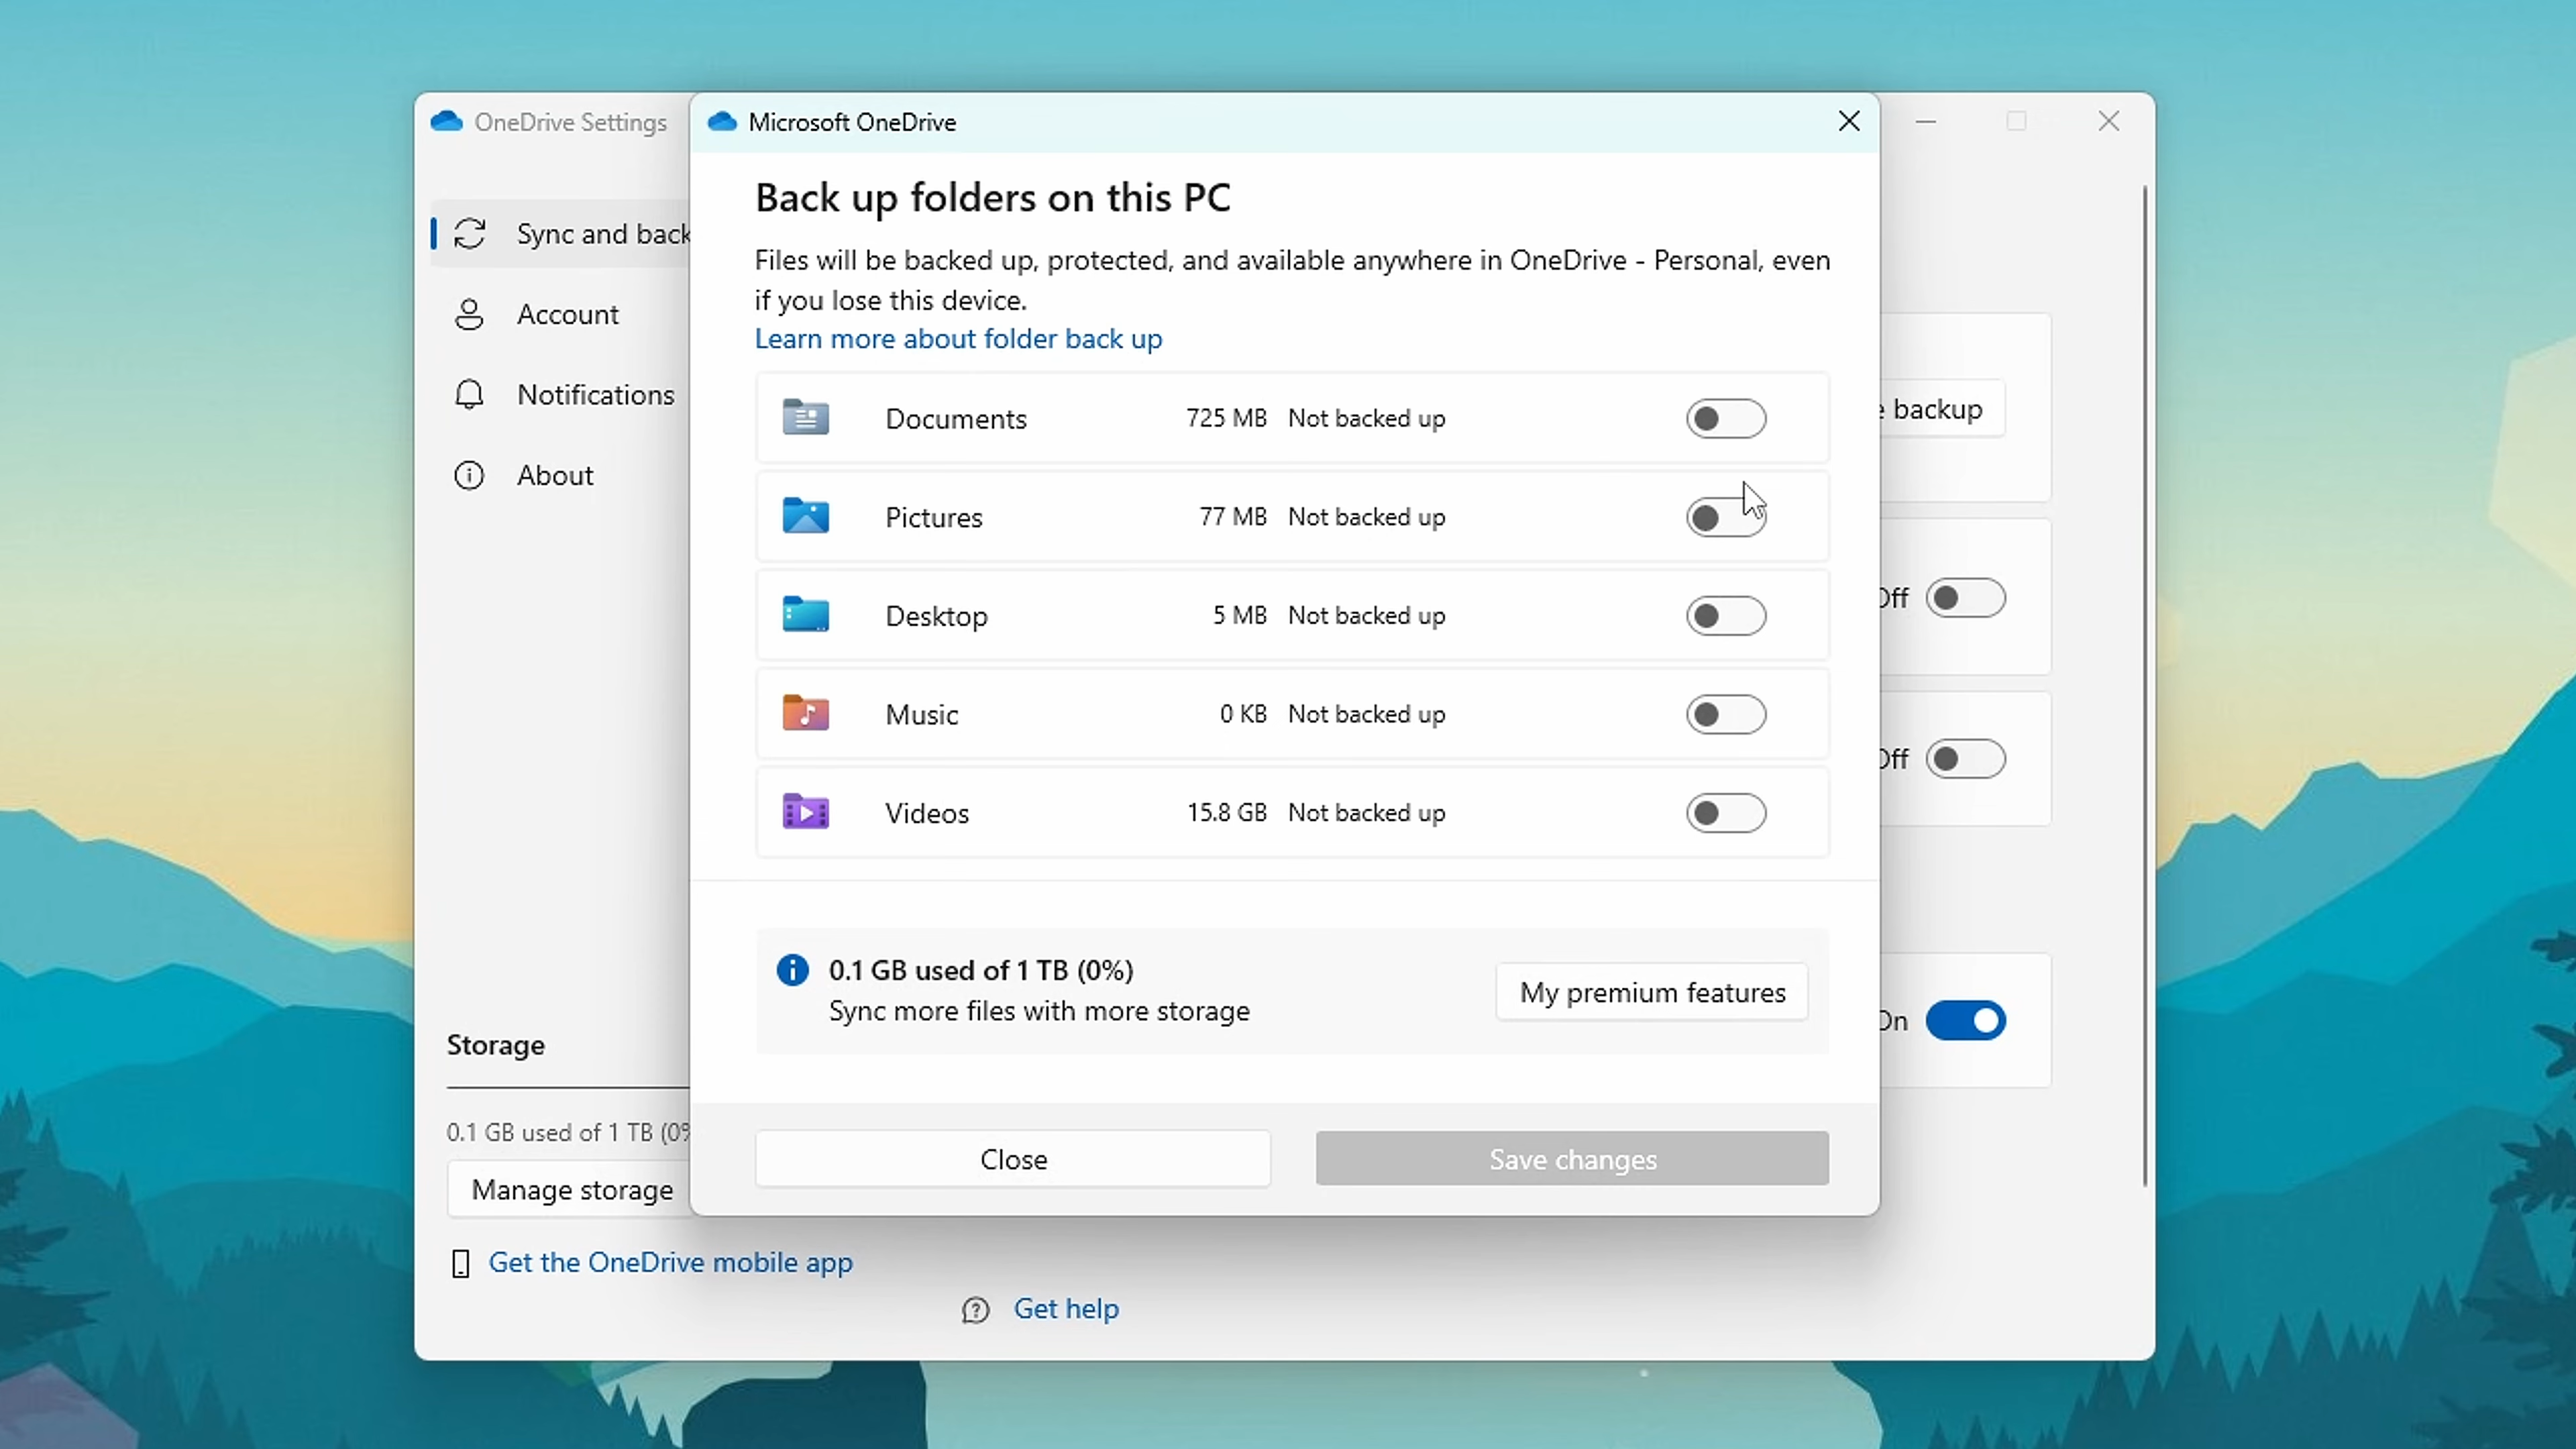 OneDrive Settings
Microsoft OneDrive
Sync and back
Account
Notifications
About
Storage
0.1 GB used of 1 TB (0%
Manage storage
Get the OneDrive mobile app
Get help
Back up folders on this PC
Files will be backed up, protected, and available anywhere in OneDrive - Personal, even
if you lose this device.
Learn more about folder back up
Documents 725 MB Not backed up
Pictures 77 MB Not backed up
Desktop 5 MB Not backed up
Music 0 KB Not backed up
Videos 15.8 GB Not backed up
0.1 GB used of 1 TB (0%)
Sync more files with more storage
My premium features
Close
Save changes
e backup
Off
Off
On